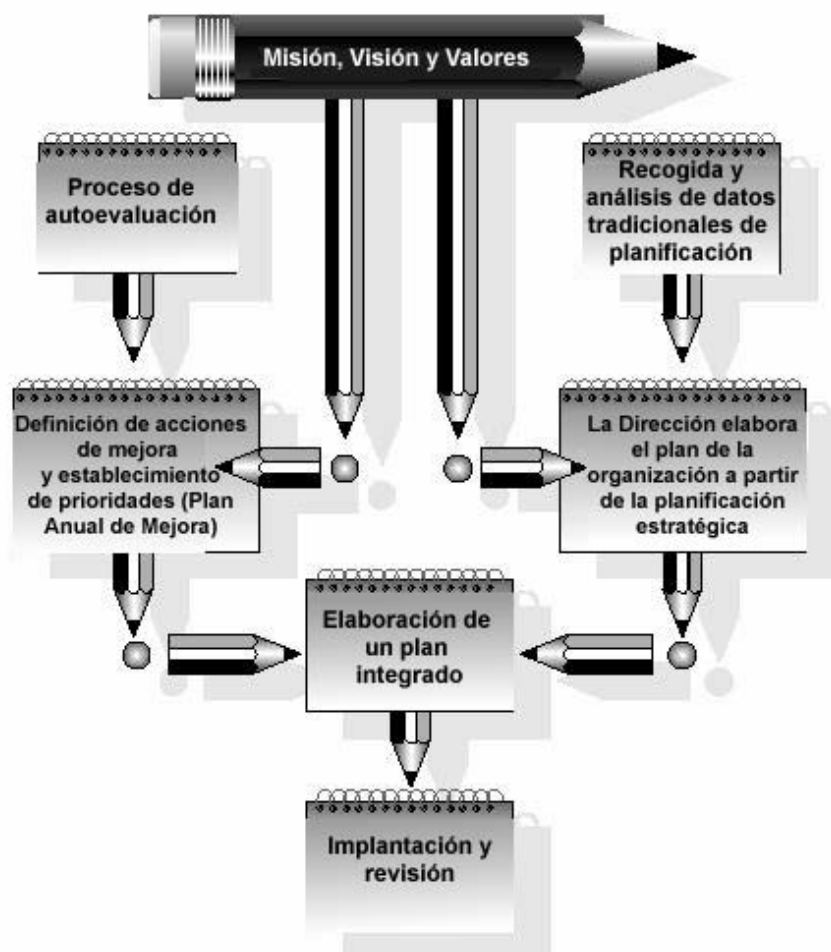 Misión, Visión y Valores
Proceso de
autoevaluación
Recogida y
análisis de datos
tradicionales de
planificación
Definición de acciones
de mejora
y establecimiento
de prioridades (Plan
Anual de Mejora)
La Dirección elabora
el plan de la
organización a partir
de la planificación
estratégica
Elaboración de
un plan
integrado
Implantación y
revisión